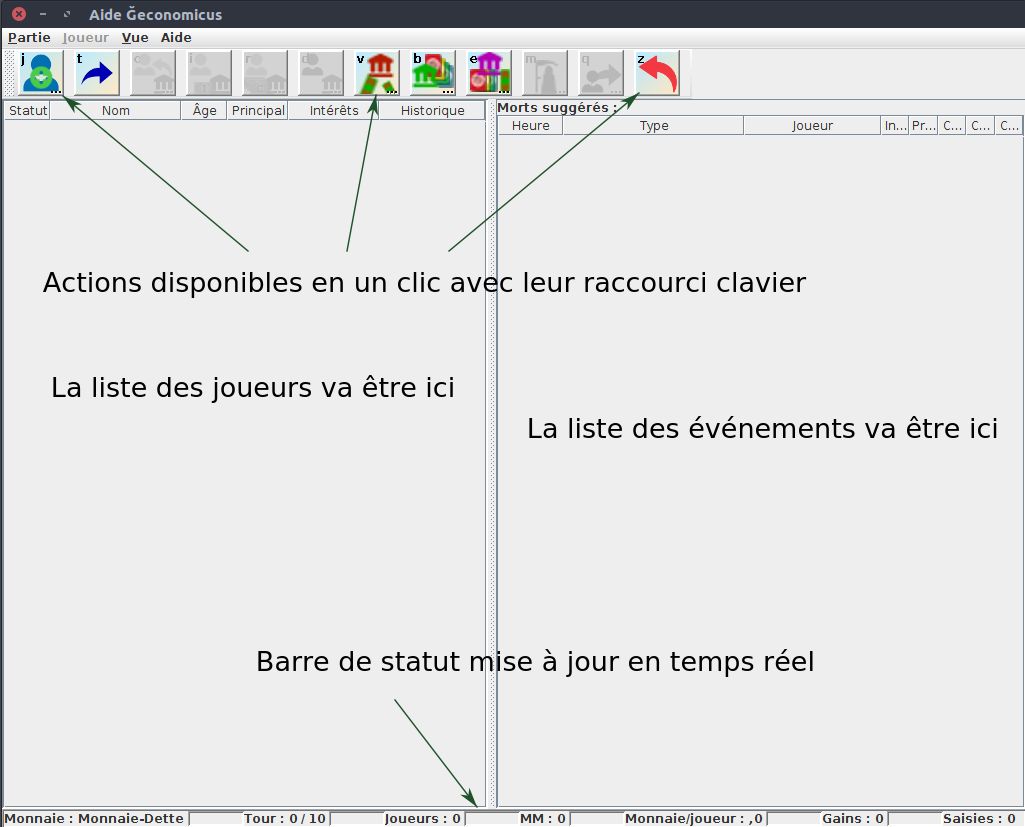 Aide Ğeconomicus
Partie Joueur Vue Aide
j t c i r d v b e m q z
Statut Nom Âge Principal Intérêts Historique
Morts suggérés :
Heure Type Joueur In... Pr... C... C... C...
Actions disponibles en un clic avec leur raccourci clavier
La liste des joueurs va être ici
La liste des événements va être ici
Barre de statut mise à jour en temps réel
Monnaie : Monnaie-Dette Tour : 0 / 10 Joueurs : 0 MM : 0 Monnaie/joueur : ,0 Gains : 0 Saisies : 0